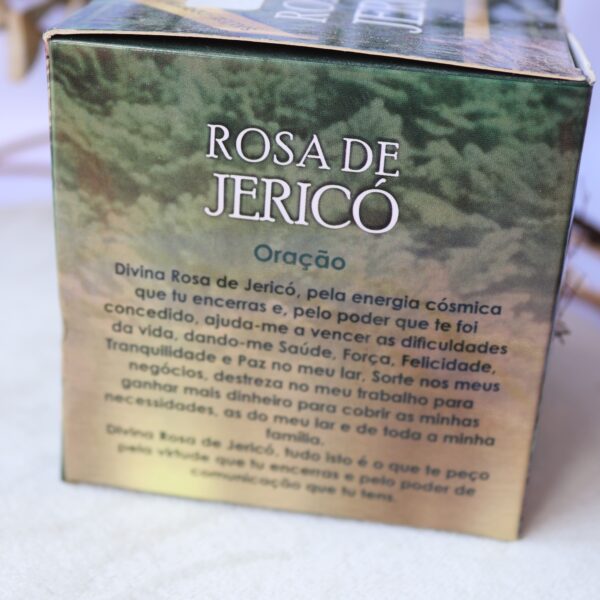 ROSA DE
JERICÓ
ROSA DE
JERICÓ
Oração
Divina Rosa de Jericó, pela energia cósmica
que tu encerras e, pelo poder que te foi
concedido, ajuda-me a vencer as dificuldades
da vida, dando-me Saúde, Força, Felicidade,
Tranquilidade e Paz no meu lar, Sorte nos meus
negócios, destreza no meu trabalho para
ganhar mais dinheiro para cobrir as minhas
necessidades, as do meu lar e de toda a minha
família.
Divina Rosa de Jericó, tudo isto é o que te peço
pela virtude que tu encerras e pelo poder de
comunicação que tu tens.